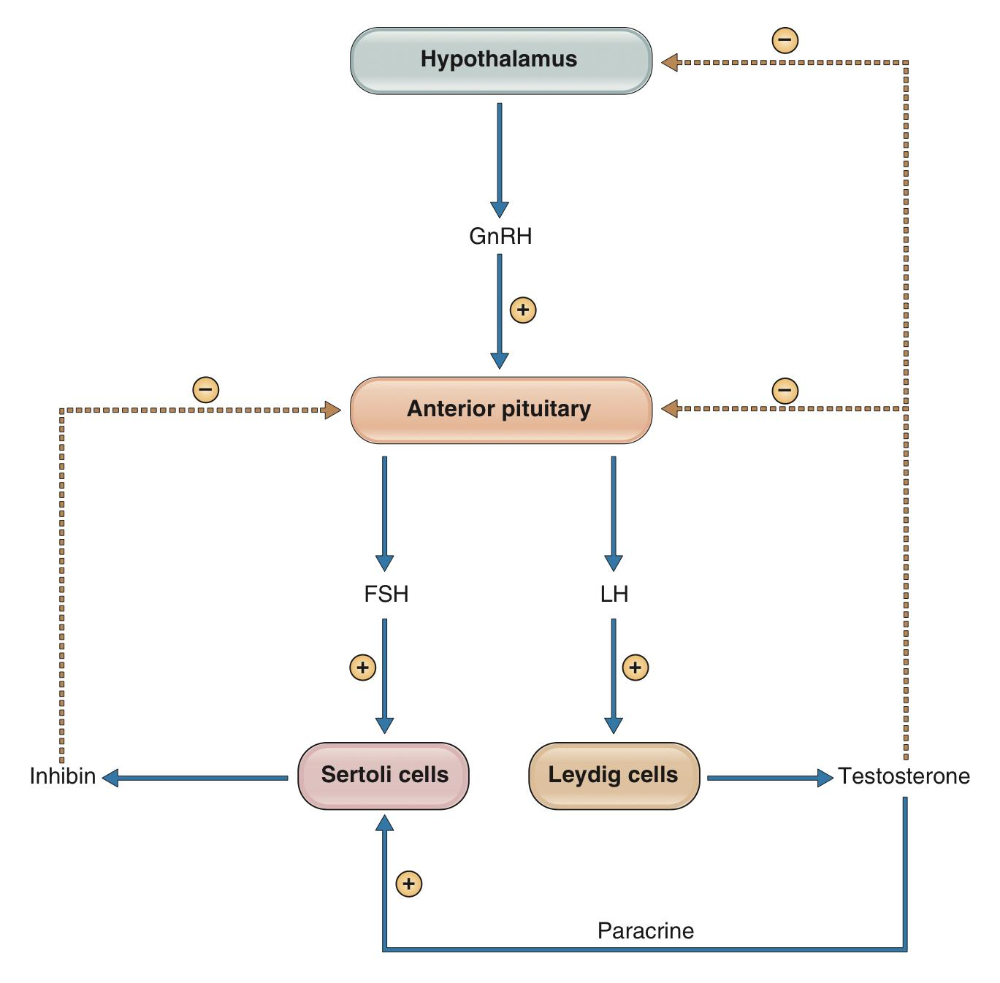 Hypothalamus
−
GnRH
+
Anterior pituitary
−
−
FSH
LH
+
+
Inhibin
Sertoli cells
Leydig cells
Testosterone
+
Paracrine